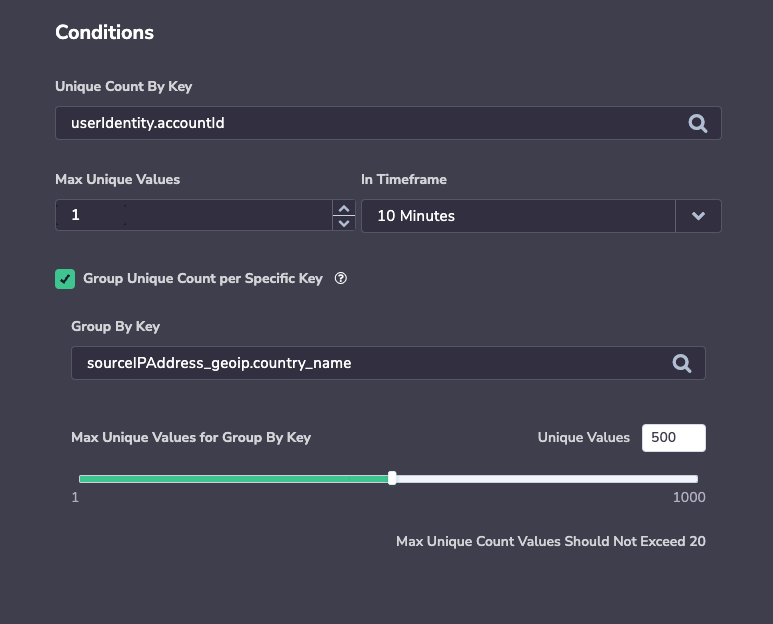 Conditions
Unique Count By Key
userIdentity.accountId
Max Unique Values In Timeframe
1 10 Minutes
Group Unique Count per Specific Key ?
Group By Key
sourceIPAddress_geoip.country_name
Max Unique Values for Group By Key Unique Values 500
1 1000
Max Unique Count Values Should Not Exceed 20